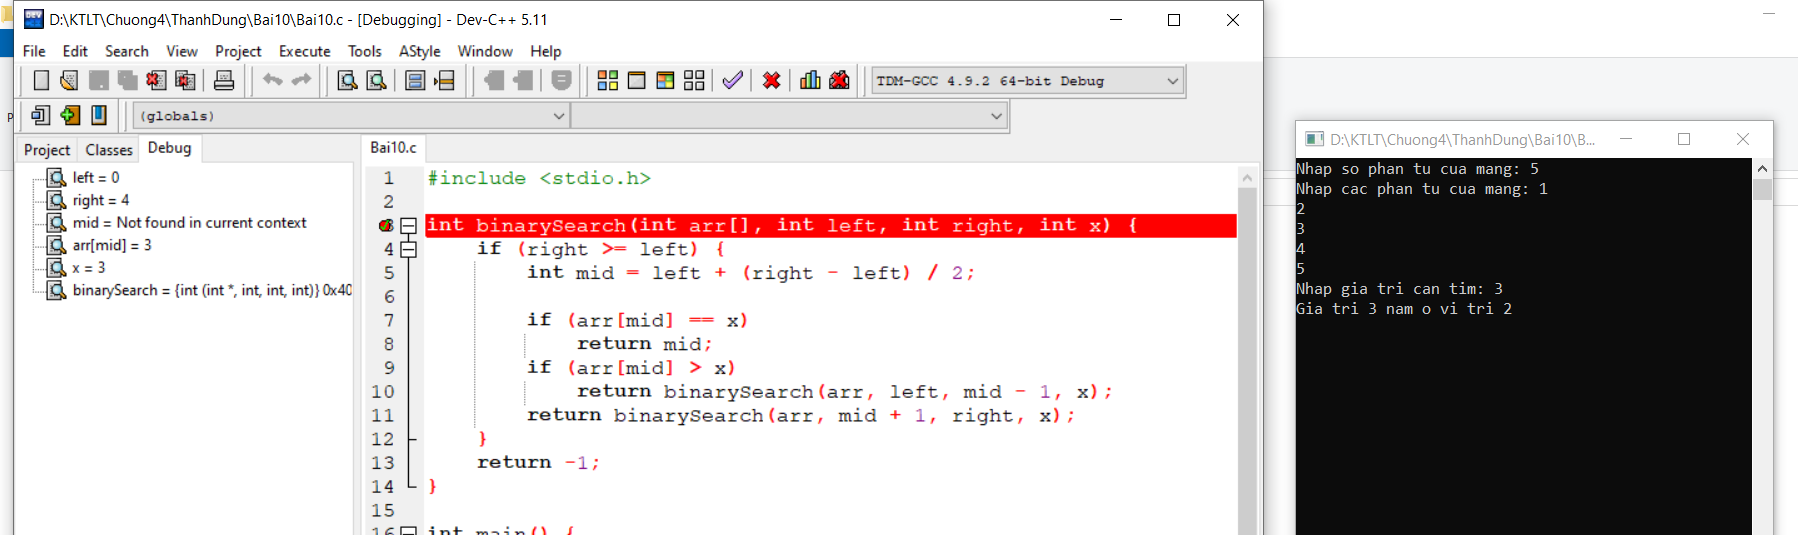 D:\KTLT\Chuong4\ThanhDung\Bai10\Bai10.c - [Debugging] - Dev-C++ 5.11
File Edit Search View Project Execute Tools AStyle Window Help
TDM-GCC 4.9.2 64-bit Debug
(globals)
Project Classes Debug
left = 0
right = 4
mid = Not found in current context
arr[mid] = 3
x = 3
binarySearch = {int (int *, int, int, int)} 0x40
Bai10.c
1 #include <stdio.h>
2
int binarySearch(int arr[], int left, int right, int x) {
4 if (right >= left) {
5 int mid = left + (right - left) / 2;
6
7 if (arr[mid] == x)
8 return mid;
9 if (arr[mid] > x)
10 return binarySearch(arr, left, mid - 1, x);
11 return binarySearch(arr, mid + 1, right, x);
12 }
13 return -1;
14 }
15
16 int main() {
D:\KTLT\Chuong4\ThanhDung\Bai10\B...
Nhap so phan tu cua mang: 5
Nhap cac phan tu cua mang: 1
2
3
4
5
Nhap gia tri can tim: 3
Gia tri 3 nam o vi tri 2